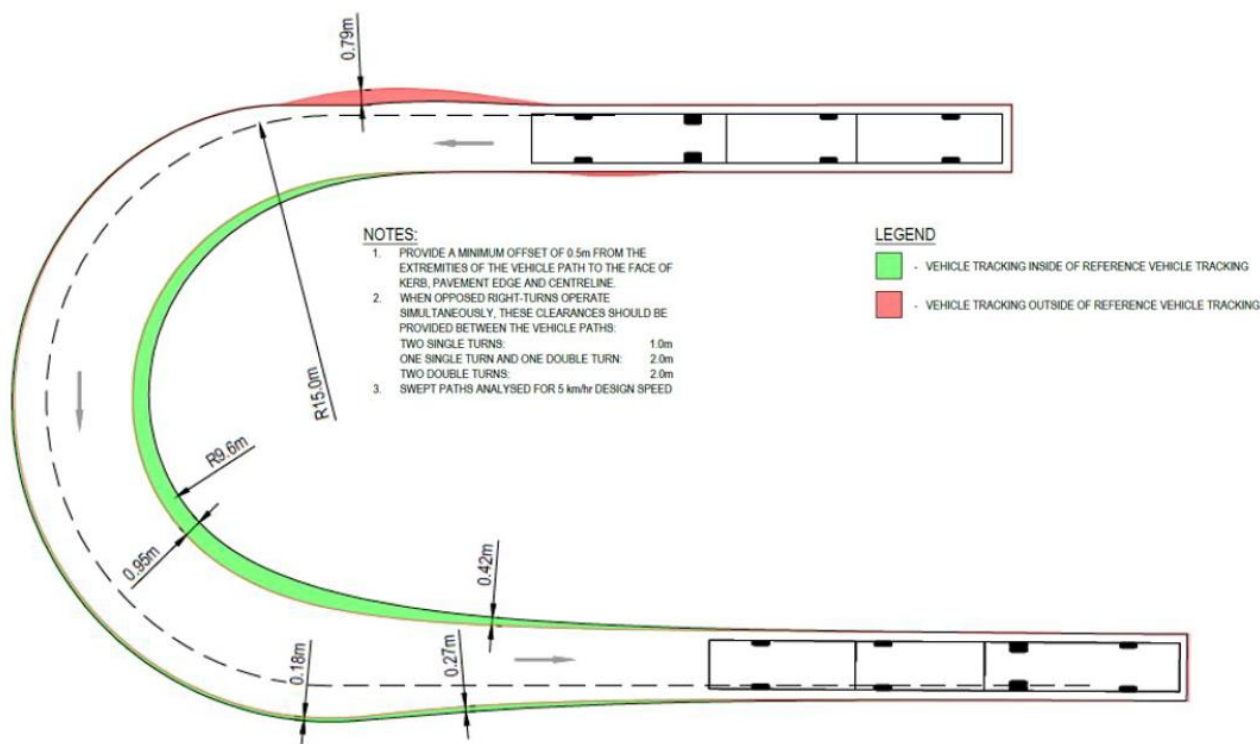 0.79m
NOTES:
1. PROVIDE A MINIMUM OFFSET OF 0.5m FROM THE
EXTREMITIES OF THE VEHICLE PATH TO THE FACE OF
KERB, PAVEMENT EDGE AND CENTRELINE.
2. WHEN OPPOSED RIGHT-TURNS OPERATE
SIMULTANEOUSLY, THESE CLEARANCES SHOULD BE
PROVIDED BETWEEN THE VEHICLE PATHS:
TWO SINGLE TURNS: 1.0m
ONE SINGLE TURN AND ONE DOUBLE TURN: 2.0m
TWO DOUBLE TURNS: 2.0m
3. SWEPT PATHS ANALYSED FOR 5 km/hr DESIGN SPEED
LEGEND
- VEHICLE TRACKING INSIDE OF REFERENCE VEHICLE TRACKING
- VEHICLE TRACKING OUTSIDE OF REFERENCE VEHICLE TRACKING
R15.0m
R9.6m
0.95m
0.42m
0.18m
0.27m